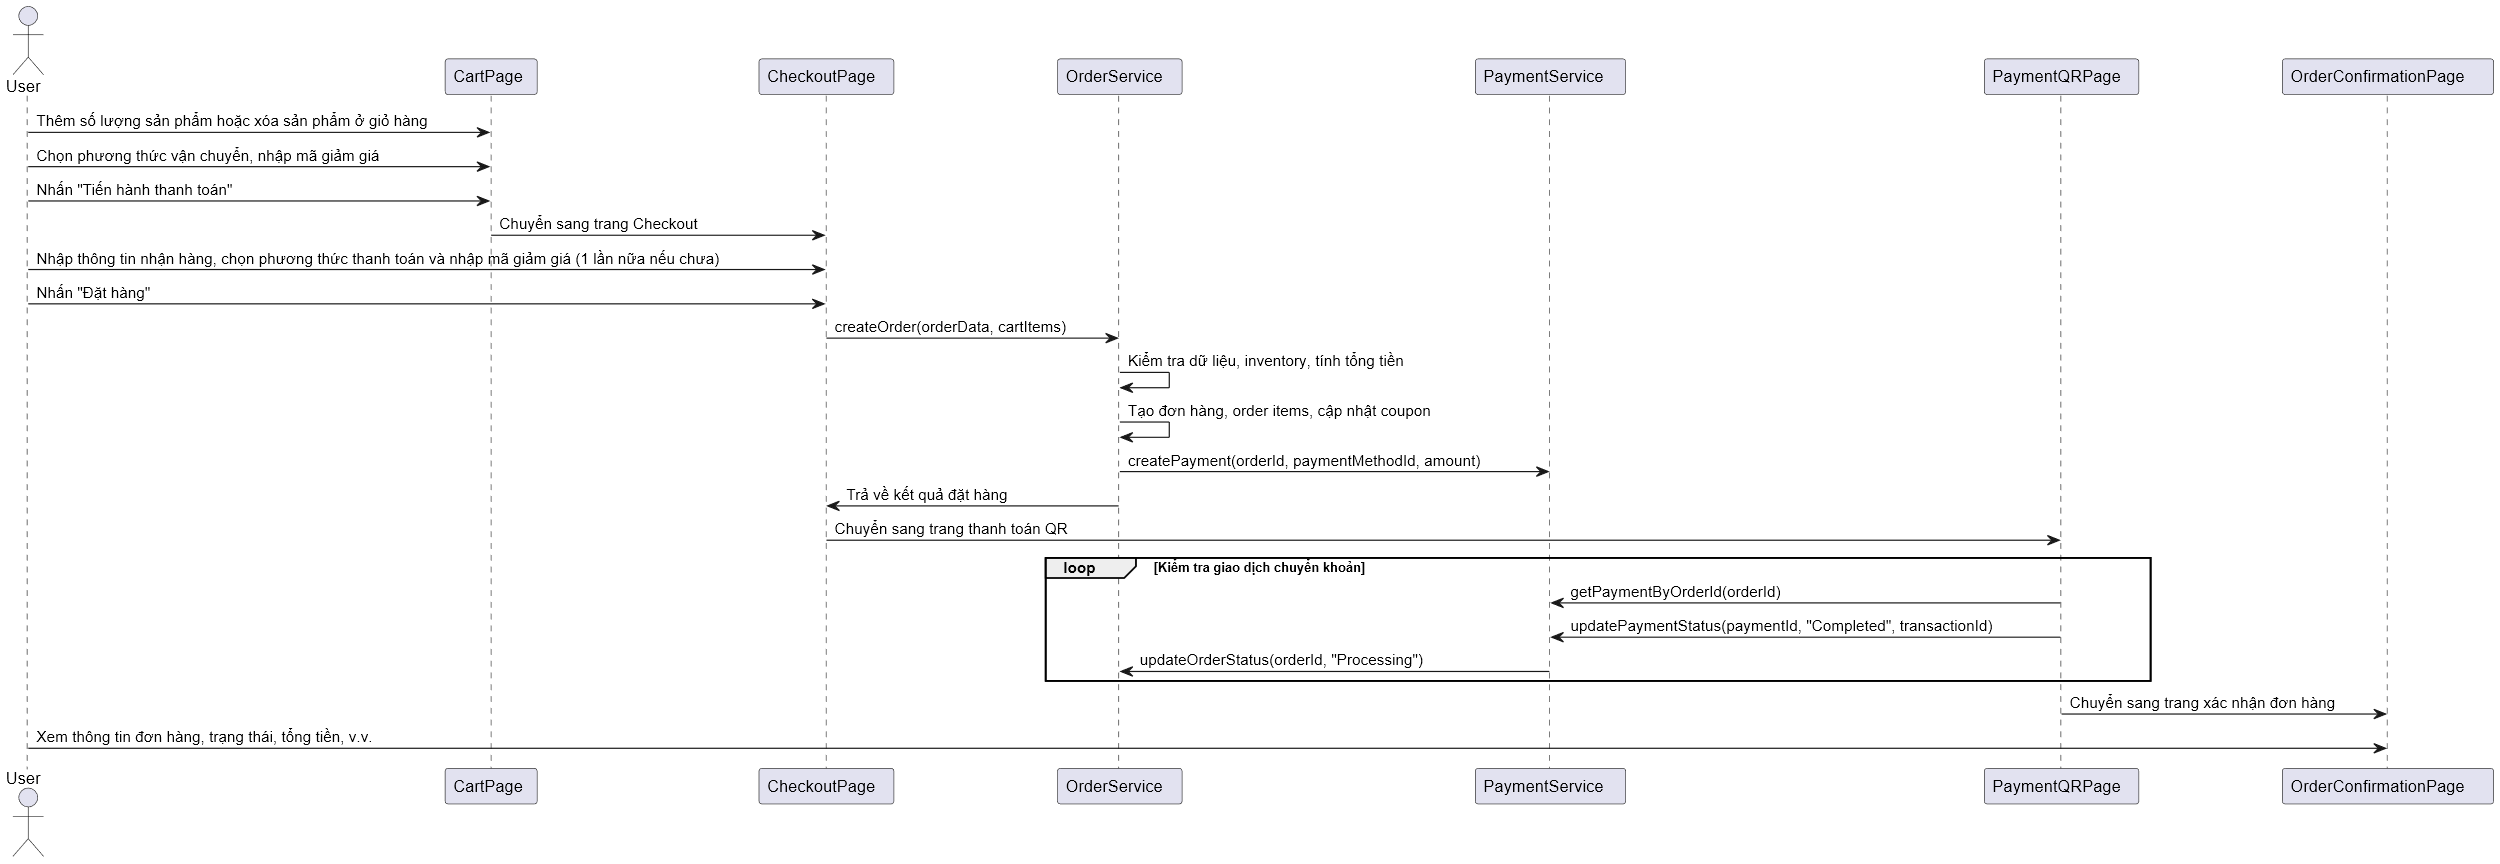 User
CartPage
CheckoutPage
OrderService
PaymentService
PaymentQRPage
OrderConfirmationPage
Thêm số lượng sản phẩm hoặc xóa sản phẩm ở giỏ hàng
Chọn phương thức vận chuyển, nhập mã giảm giá
Nhấn "Tiến hành thanh toán"
Chuyển sang trang Checkout
Nhập thông tin nhận hàng, chọn phương thức thanh toán và nhập mã giảm giá (1 lần nữa nếu chưa)
Nhấn "Đặt hàng"
createOrder(orderData, cartItems)
Kiểm tra dữ liệu, inventory, tính tổng tiền
Tạo đơn hàng, order items, cập nhật coupon
createPayment(orderId, paymentMethodId, amount)
Trả về kết quả đặt hàng
Chuyển sang trang thanh toán QR
loop [Kiểm tra giao dịch chuyển khoản]
getPaymentByOrderId(orderId)
updatePaymentStatus(paymentId, "Completed", transactionId)
updateOrderStatus(orderId, "Processing")
Chuyển sang trang xác nhận đơn hàng
Xem thông tin đơn hàng, trạng thái, tổng tiền, v.v.
User
CartPage
CheckoutPage
OrderService
PaymentService
PaymentQRPage
OrderConfirmationPage